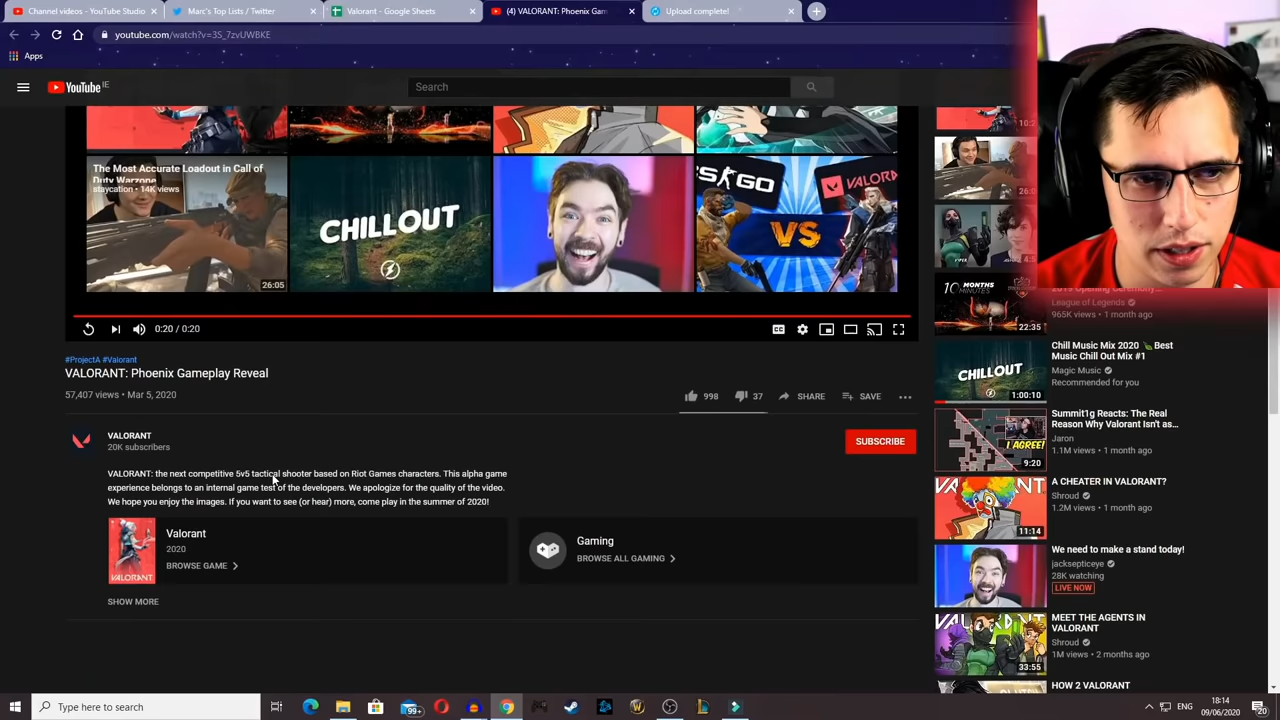 Channel videos - YouTube Studio
Marc's Top Lists / Twitter
Valorant - Google Sheets
(4) VALORANT: Phoenix Gam
Upload complete!
youtube.com/watch?v=3S_7zvUWBKE
Apps
YouTube IE
Search
The Most Accurate Loadout in Call of
Duty Warzone
staycation • 14K views
26:05
CHILLOUT
S:GO
VALORA
VS
0:20 / 0:20
#ProjectA #Valorant
VALORANT: Phoenix Gameplay Reveal
57,407 views • Mar 5, 2020
998
37
SHARE
SAVE
VALORANT
20K subscribers
SUBSCRIBE
VALORANT: the next competitive 5v5 tactical shooter based on Riot Games characters. This alpha game
experience belongs to an internal game test of the developers. We apologize for the quality of the video.
We hope you enjoy the images. If you want to see (or hear) more, come play in the summer of 2020!
VALORANT
Valorant
2020
BROWSE GAME
Gaming
BROWSE ALL GAMING
SHOW MORE
10 MONTHS
MINUTES
22:35
2019 Opening Ceremony...
League of Legends
965K views • 1 month ago
CHILLOUT
1:00:10
Chill Music Mix 2020 Best
Music Chill Out Mix #1
Magic Music
Recommended for you
I AGREE!
9:20
Summit1g Reacts: The Real
Reason Why Valorant Isn't as...
Jaron
1.1M views • 1 month ago
11:14
A CHEATER IN VALORANT?
Shroud
1.2M views • 1 month ago
We need to make a stand today!
jacksepticeye
28K watching
LIVE NOW
33:55
MEET THE AGENTS IN
VALORANT
Shroud
1M views • 2 months ago
HOW 2 VALORANT
Type here to search
99+
ENG
18:14
09/06/2020
20